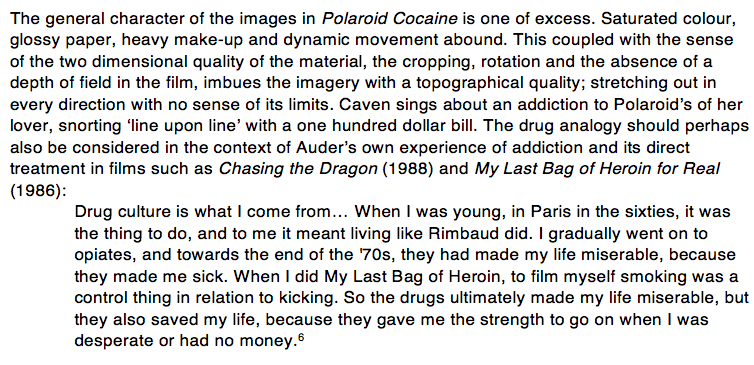 The general character of the images in Polaroid Cocaine is one of excess. Saturated colour,
glossy paper, heavy make-up and dynamic movement abound. This coupled with the sense
of the two dimensional quality of the material, the cropping, rotation and the absence of a
depth of field in the film, imbues the imagery with a topographical quality; stretching out in
every direction with no sense of its limits. Caven sings about an addiction to Polaroid’s of her
lover, snorting ‘line upon line’ with a one hundred dollar bill. The drug analogy should perhaps
also be considered in the context of Auder’s own experience of addiction and its direct
treatment in films such as Chasing the Dragon (1988) and My Last Bag of Heroin for Real
(1986):
Drug culture is what I come from… When I was young, in Paris in the sixties, it was
the thing to do, and to me it meant living like Rimbaud did. I gradually went on to
opiates, and towards the end of the '70s, they had made my life miserable, because
they made me sick. When I did My Last Bag of Heroin, to film myself smoking was a
control thing in relation to kicking. So the drugs ultimately made my life miserable, but
they also saved my life, because they gave me the strength to go on when I was
desperate or had no money.⁶